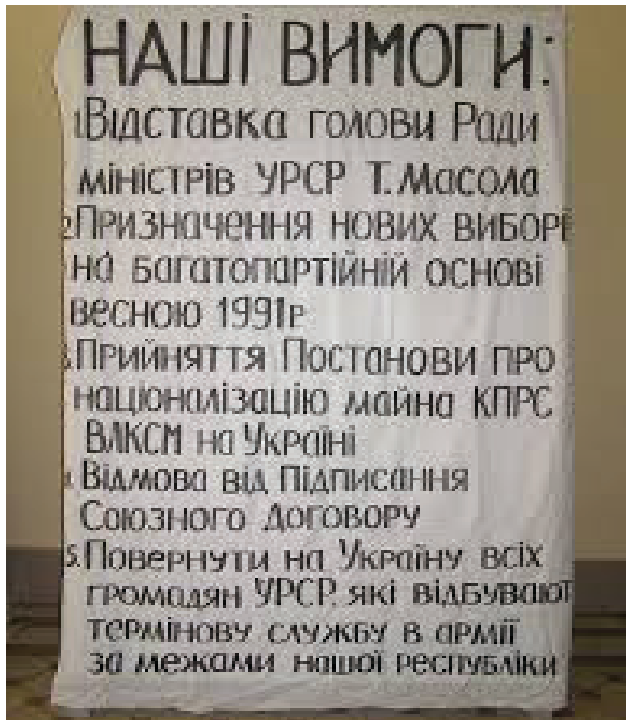 НАШІ ВИМОГИ:
1Відставка голови Ради
міністрів УРСР Т.Масола
2.Призначення нових виборі
на багатопартійній основі
весною 1991р
3.Прийняття Постанови про
націоналізацію майна КПРС
ВЛКСМ на Україні
4.Відмова від Підписання
Союзного Договору
5.Повернути на Україну всіх
громадян УРСР, які відбувают
термінову службу в армії
за межами нашої республіки